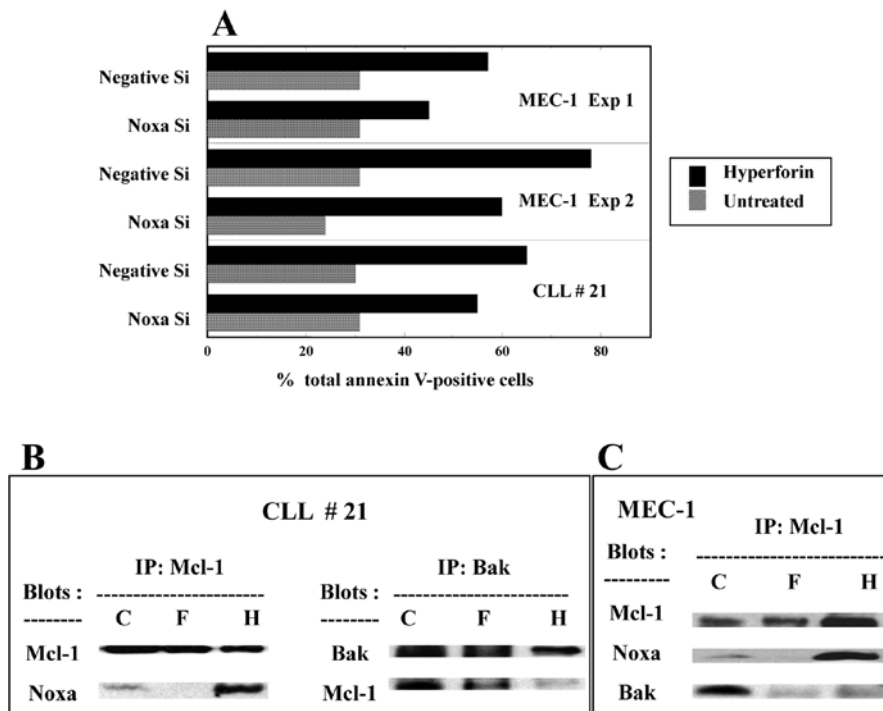 A
Negative Si
MEC-1 Exp 1
Noxa Si
Negative Si
MEC-1 Exp 2
Noxa Si
Negative Si
CLL # 21
Noxa Si
0 20 40 60 80
% total annexin V-positive cells
Hyperforin
Untreated
B
CLL # 21
IP: Mcl-1
Blots :
C F H
Mcl-1
Noxa
IP: Bak
C F H
Bak
Mcl-1
C
MEC-1
IP: Mcl-1
Blots :
C F H
Mcl-1
Noxa
Bak